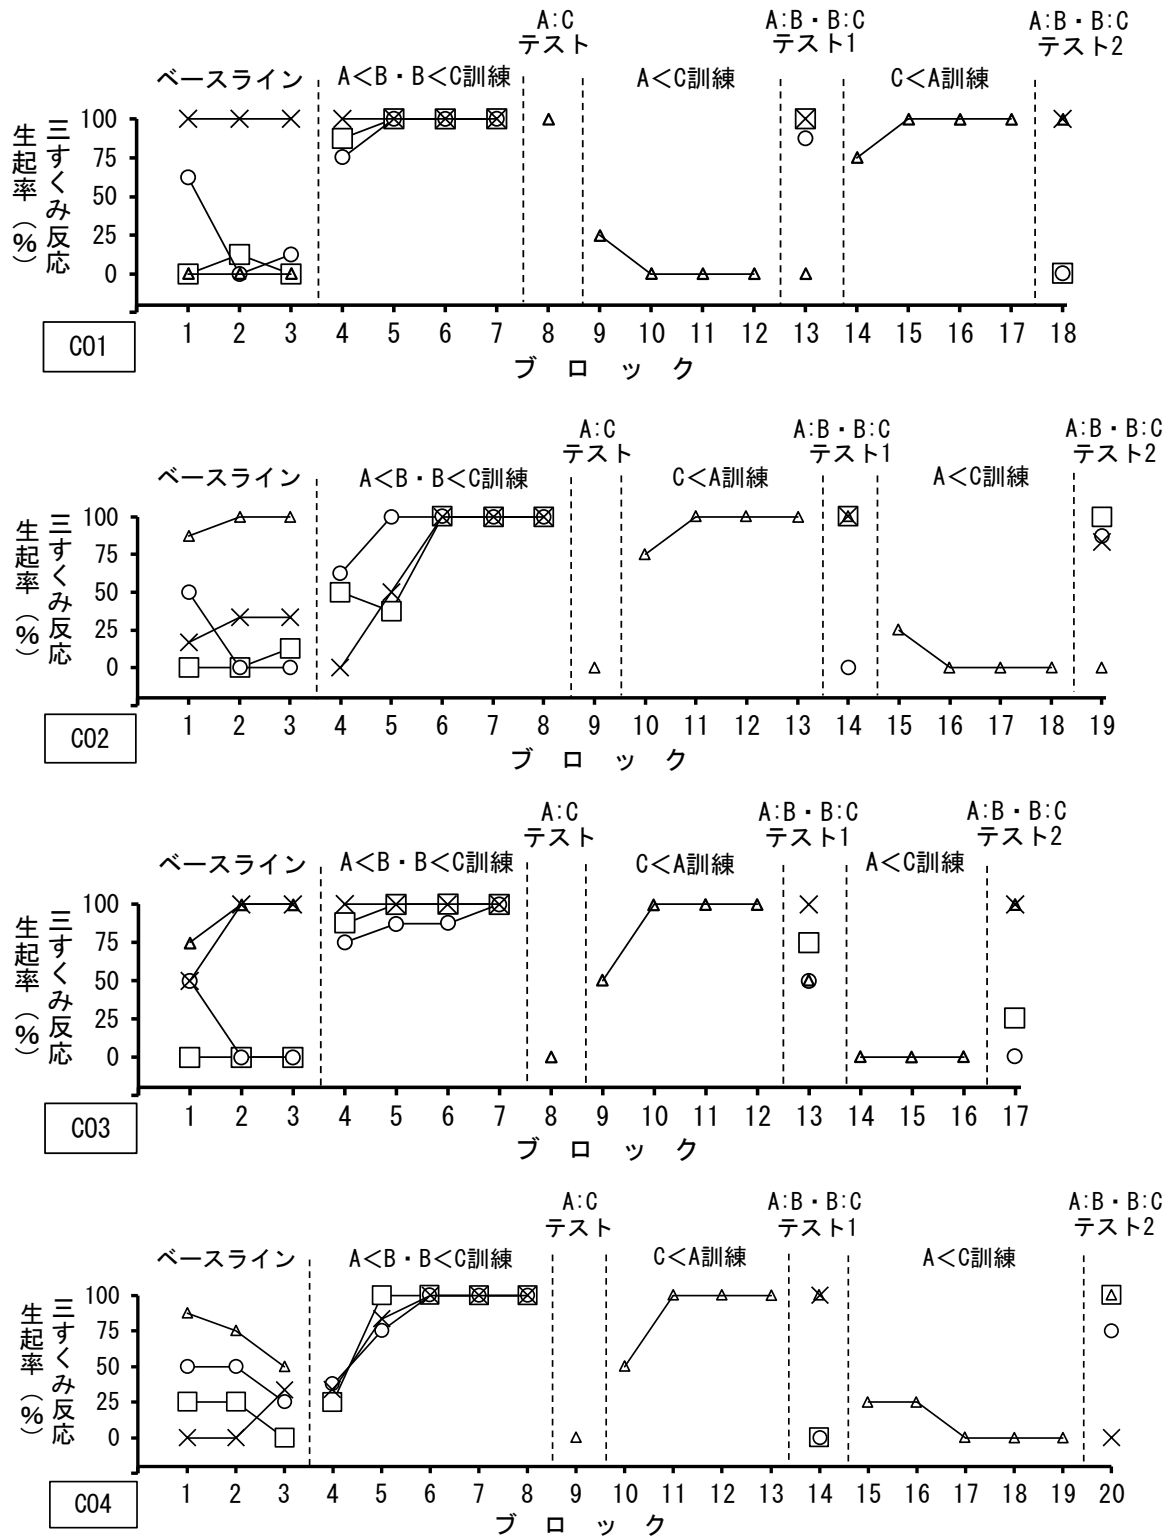 A:C
テスト
A:B・B:C
テスト1
A:B・B:C
テスト2
ベースライン
A<B・B<C訓練
A<C訓練
C<A訓練
三すくみ反応
生起率（%）
100
75
50
25
0
1 2 3 4 5 6 7 8 9 10 11 12 13 14 15 16 17 18
C01
ブロック
A:C
テスト
A:B・B:C
テスト1
A:B・B:C
テスト2
ベースライン
A<B・B<C訓練
C<A訓練
A<C訓練
三すくみ反応
生起率（%）
100
75
50
25
0
1 2 3 4 5 6 7 8 9 10 11 12 13 14 15 16 17 18 19
C02
ブロック
A:C
テスト
A:B・B:C
テスト1
A:B・B:C
テスト2
ベースライン
A<B・B<C訓練
C<A訓練
A<C訓練
三すくみ反応
生起率（%）
100
75
50
25
0
1 2 3 4 5 6 7 8 9 10 11 12 13 14 15 16 17
C03
ブロック
A:C
テスト
A:B・B:C
テスト1
A:B・B:C
テスト2
ベースライン
A<B・B<C訓練
C<A訓練
A<C訓練
三すくみ反応
生起率（%）
100
75
50
25
0
1 2 3 4 5 6 7 8 9 10 11 12 13 14 15 16 17 18 19 20
C04
ブロック